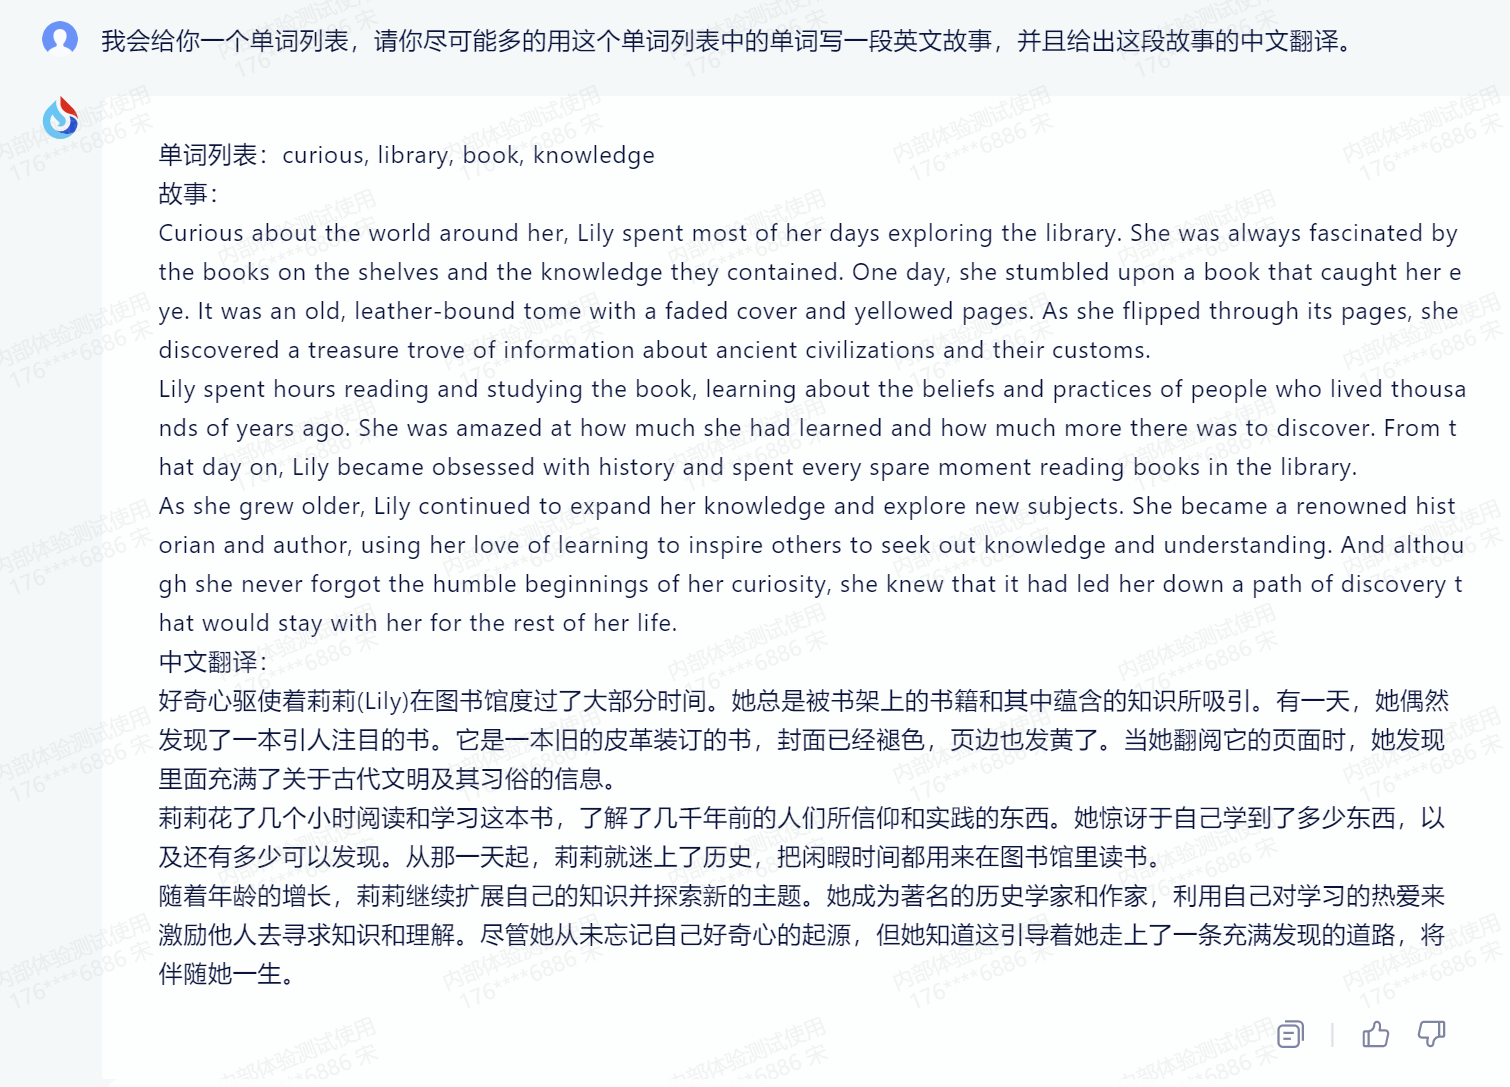 我会给你一个单词列表，请你尽可能多的用这个单词列表中的单词写一段英文故事，并且给出这段故事的中文翻译。
单词列表：curious, library, book, knowledge
故事：
Curious about the world around her, Lily spent most of her days exploring the library. She was always fascinated by
the books on the shelves and the knowledge they contained. One day, she stumbled upon a book that caught her e
ye. It was an old, leather-bound tome with a faded cover and yellowed pages. As she flipped through its pages, she
discovered a treasure trove of information about ancient civilizations and their customs.
Lily spent hours reading and studying the book, learning about the beliefs and practices of people who lived thousa
nds of years ago. She was amazed at how much she had learned and how much more there was to discover. From t
hat day on, Lily became obsessed with history and spent every spare moment reading books in the library.
As she grew older, Lily continued to expand her knowledge and explore new subjects. She became a renowned hist
orian and author, using her love of learning to inspire others to seek out knowledge and understanding. And althou
gh she never forgot the humble beginnings of her curiosity, she knew that it had led her down a path of discovery t
hat would stay with her for the rest of her life.
中文翻译：
好奇心驱使着莉莉(Lily)在图书馆度过了大部分时间。她总是被书架上的书籍和其中蕴含的知识所吸引。有一天，她偶然
发现了一本引人注目的书。它是一本旧的皮革装订的书，封面已经褪色，页边也发黄了。当她翻阅它的页面时，她发现
里面充满了关于古代文明及其习俗的信息。
莉莉花了几个小时阅读和学习这本书，了解了几千年前的人们所信仰和实践的东西。她惊讶于自己学到了多少东西，以
及还有多少可以发现。从那一天起，莉莉就迷上了历史，把闲暇时间都用来在图书馆里读书。
随着年龄的增长，莉莉继续扩展自己的知识并探索新的主题。她成为著名的历史学家和作家，利用自己对学习的热爱来
激励他人去寻求知识和理解。尽管她从未忘记自己好奇心的起源，但她知道这引导着她走上了一条充满发现的道路，将
伴随她一生。
内部体验测试使用
176****6886 宋